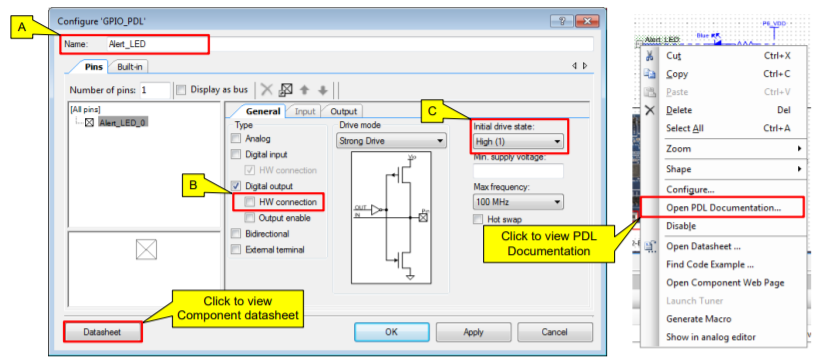 A
Configure 'GPIO_PDL'
Name: Alert_LED
Pins Built-in
Number of pins: 1 Display as bus
[All pins]
Alert_LED_0
General Input Output
C
Type
Analog
Digital input
HW connection
B
Digital output
HW connection
Output enable
Bidirectional
External terminal
Drive mode
Strong Drive
OUT
IN
Pin
Initial drive state:
High (1)
Min. supply voltage:
Max frequency:
100 MHz
Hot swap
Click to view PDL
Documentation
Click to view
Component datasheet
Datasheet OK Apply Cancel
P6_VDD
Alert_LED Blue
Cut Ctrl+X
Copy Ctrl+C
Paste Ctrl+V
Delete Del
Select All Ctrl+A
Zoom
Shape
Configure...
Open PDL Documentation...
Disable
Open Datasheet ...
Find Code Example ...
Open Component Web Page
Launch Tuner
Generate Macro
Show in analog editor